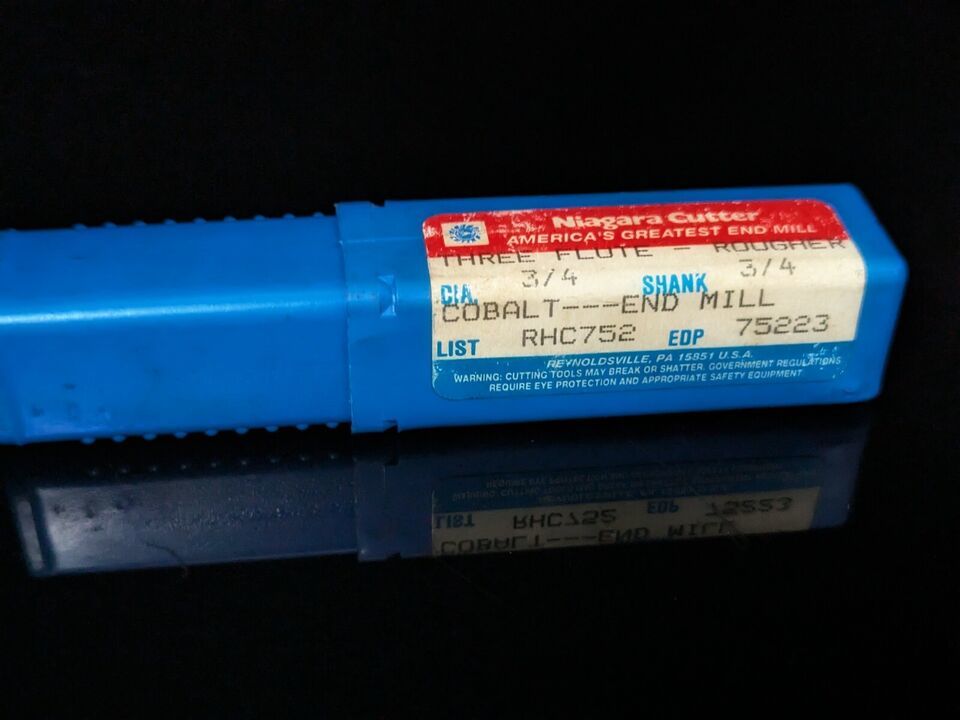 Niagara Cutter
AMERICA'S GREATEST END MILL
THREE FLUTE - ROUGHER
DIA. 3/4 SHANK 3/4
COBALT---END MILL
LIST RHC752 EDP 75223
REYNOLDSVILLE, PA 15851 U.S.A.
WARNING: CUTTING TOOLS MAY BREAK OR SHATTER. GOVERNMENT REGULATIONS
REQUIRE EYE PROTECTION AND APPROPRIATE SAFETY EQUIPMENT